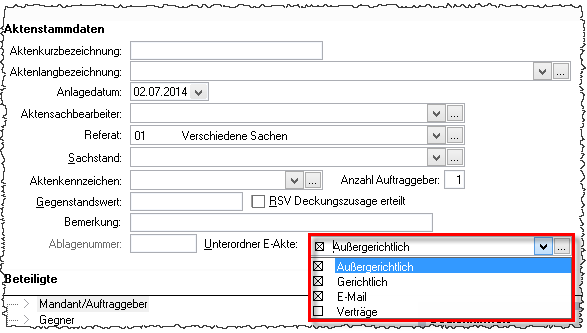 Aktenstammdaten
Aktenkurzbezeichnung:
Aktenlangbezeichnung:
Anlagedatum: 02.07.2014
Aktensachbearbeiter:
Referat: 01 Verschiedene Sachen
Sachstand:
Aktenkennzeichen: Anzahl Auftraggeber: 1
Gegenstandswert: RSV Deckungszusage erteilt
Bemerkung:
Ablagenummer: Unterordner E-Akte: Außergerichtlich
Außergerichtlich
Gerichtlich
E-Mail
Verträge
Beteiligte
Mandant/Auftraggeber
Gegner